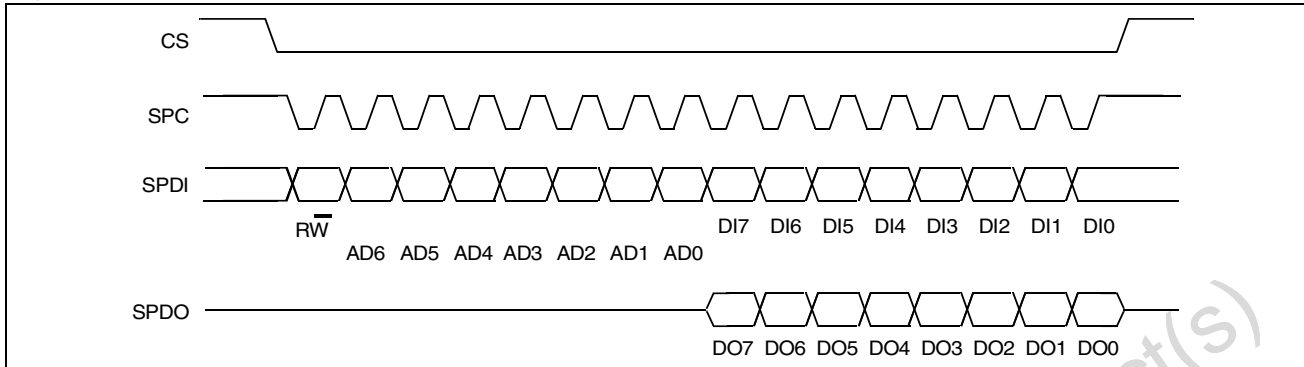 CS
SPC
SPDI
RW̅ DI7 DI6 DI5 DI4 DI3 DI2 DI1 DI0
AD6 AD5 AD4 AD3 AD2 AD1 AD0
SPDO
DO7 DO6 DO5 DO4 DO3 DO2 DO1 DO0
ct(s)